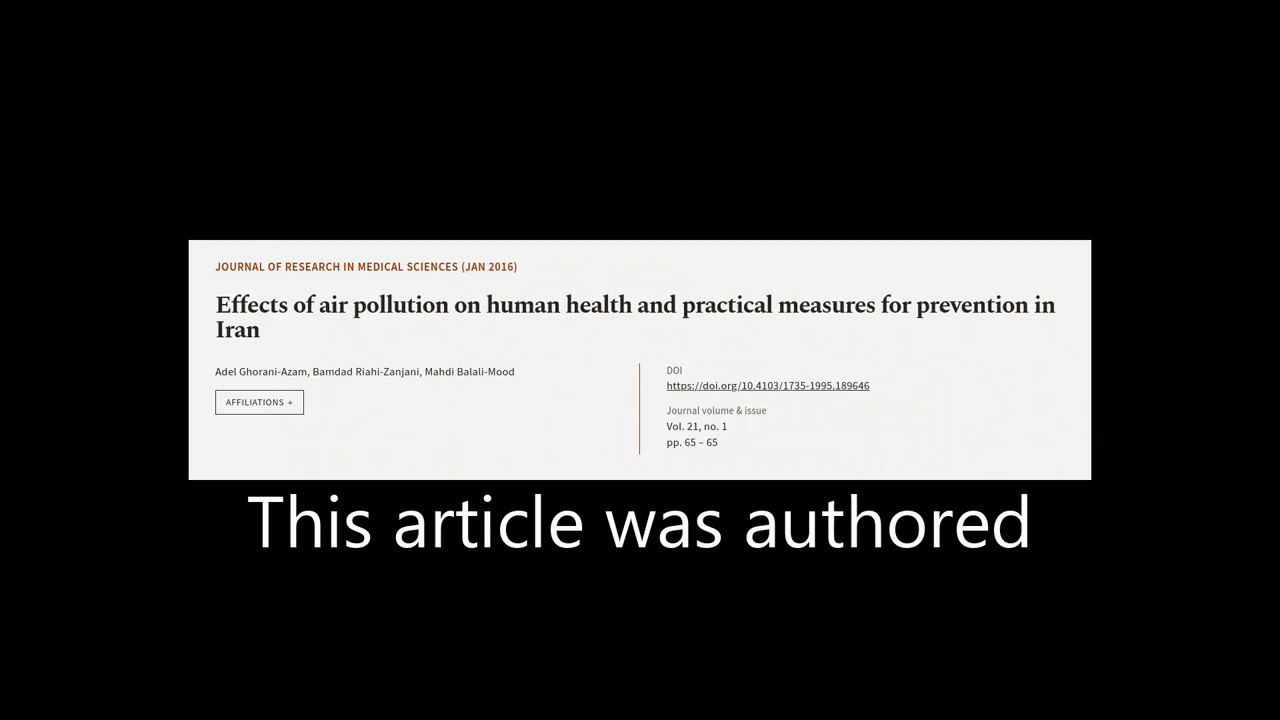 JOURNAL OF RESEARCH IN MEDICAL SCIENCES (JAN 2016)
Effects of air pollution on human health and practical measures for prevention in
Iran
Adel Ghorani-Azam, Bamdad Riahi-Zanjani, Mahdi Balali-Mood
AFFILIATIONS +
DOI
https://doi.org/10.4103/1735-1995.189646
Journal volume & issue
Vol. 21, no. 1
pp. 65 – 65
This article was authored